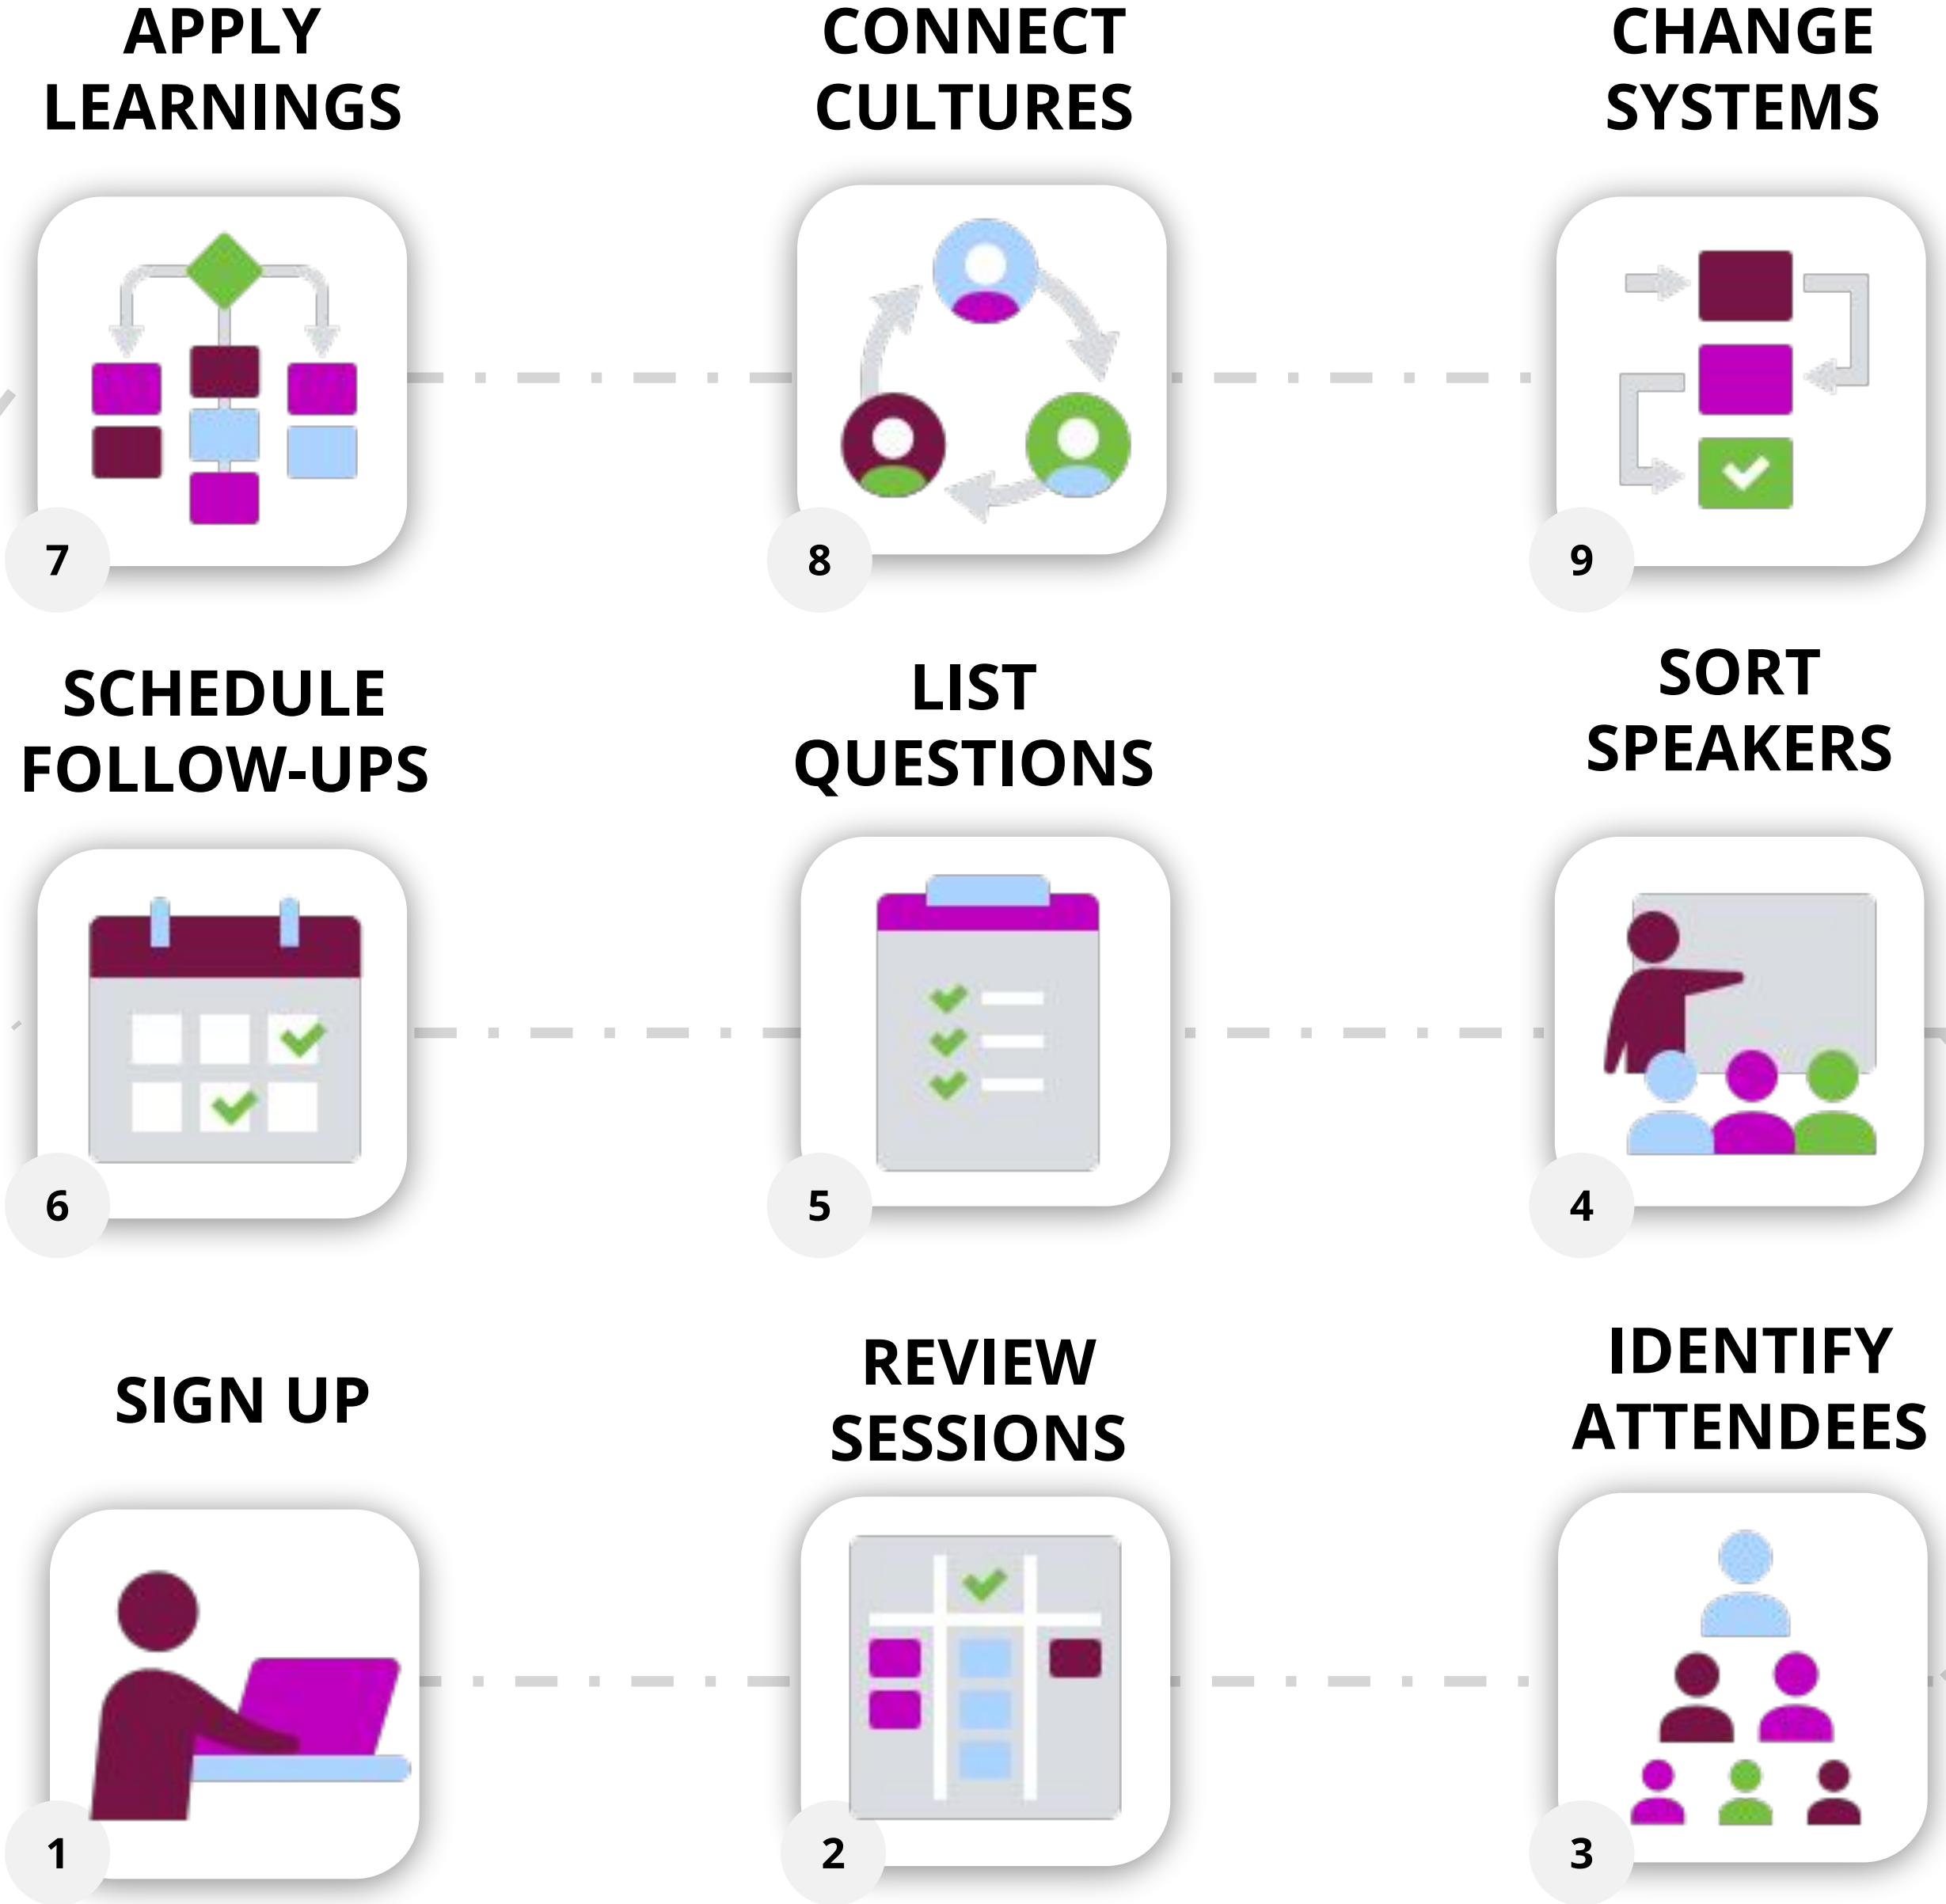 APPLY
LEARNINGS
CONNECT
CULTURES
CHANGE
SYSTEMS
7
8
9
SCHEDULE
FOLLOW-UPS
LIST
QUESTIONS
SORT
SPEAKERS
6
5
4
SIGN UP
REVIEW
SESSIONS
IDENTIFY
ATTENDEES
1
2
3